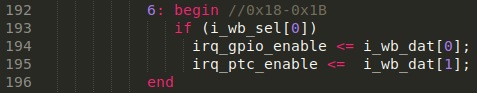 192 6: begin //0x18-0x1B
193 if (i_wb_sel[0])
194 irq_gpio_enable <= i_wb_dat[0];
195 irq_ptc_enable <=  i_wb_dat[1];
196 end